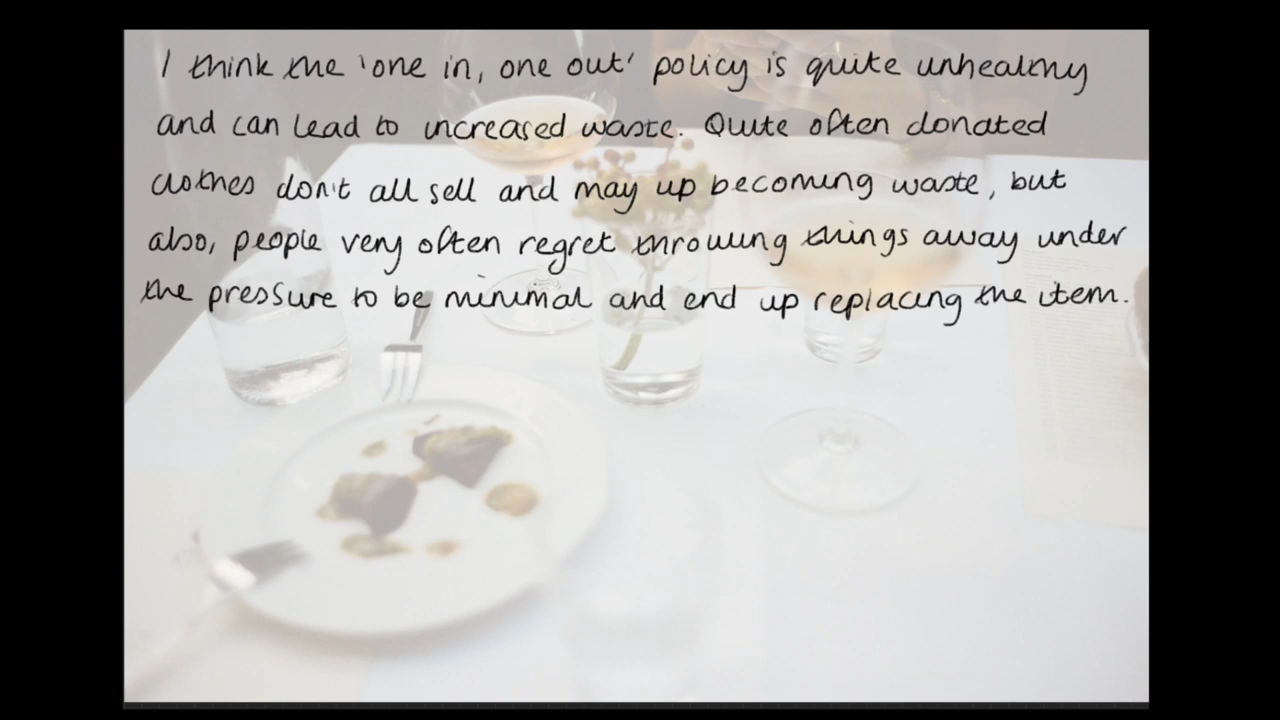 I think the 'one in, one out' policy is quite unhealthy
and can lead to increased waste. Quite often donated
clothes don't all sell and may up becoming waste, but
also, people very often regret throwing things away under
the pressure to be minimal and end up replacing the item.